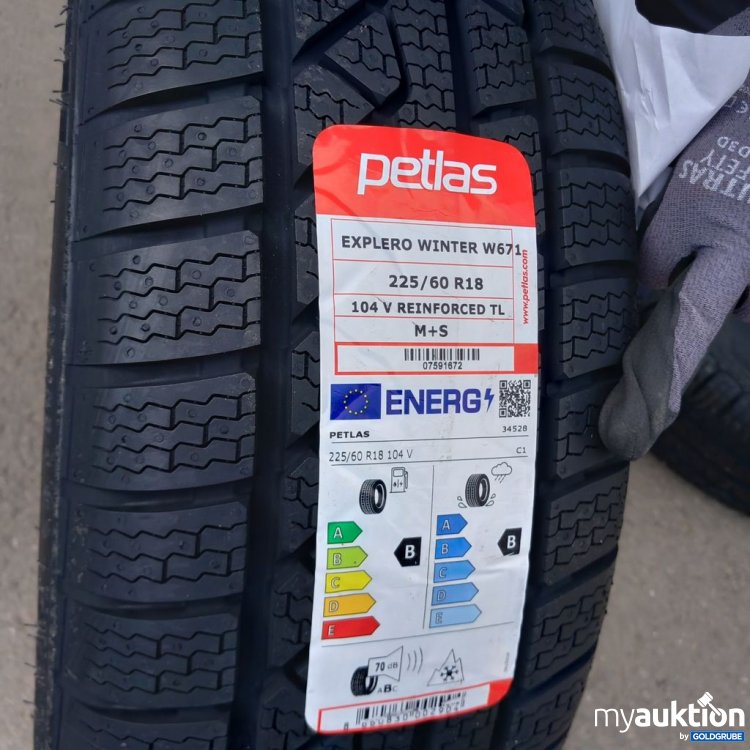 petlas
EXPLERO WINTER W671
225/60 R18
104 V REINFORCED TL
M+S
www.petlas.com
07591672
ENERG
PETLAS
34528
225/60 R18 104 V
C1
A
B
C
D
E
B
A
B
C
D
E
B
70 dB
ABC
myauktion
by GOLDGRUBE